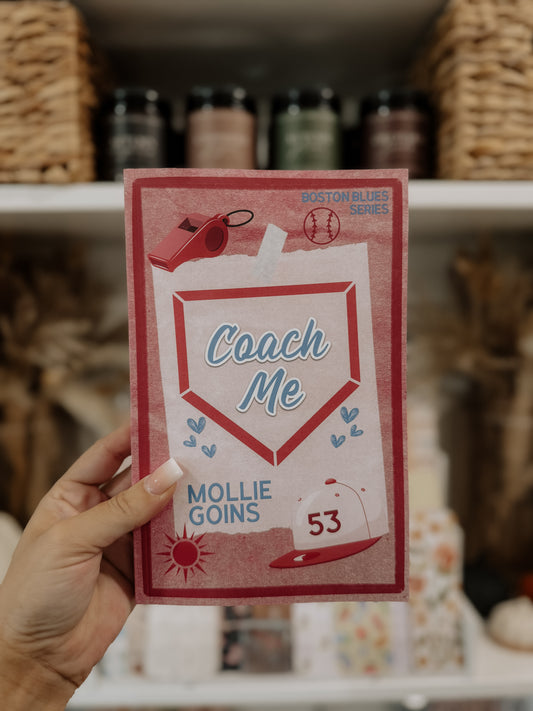 BOSTON BLUES
SERIES
Coach
Me
MOLLIE
GOINS
53